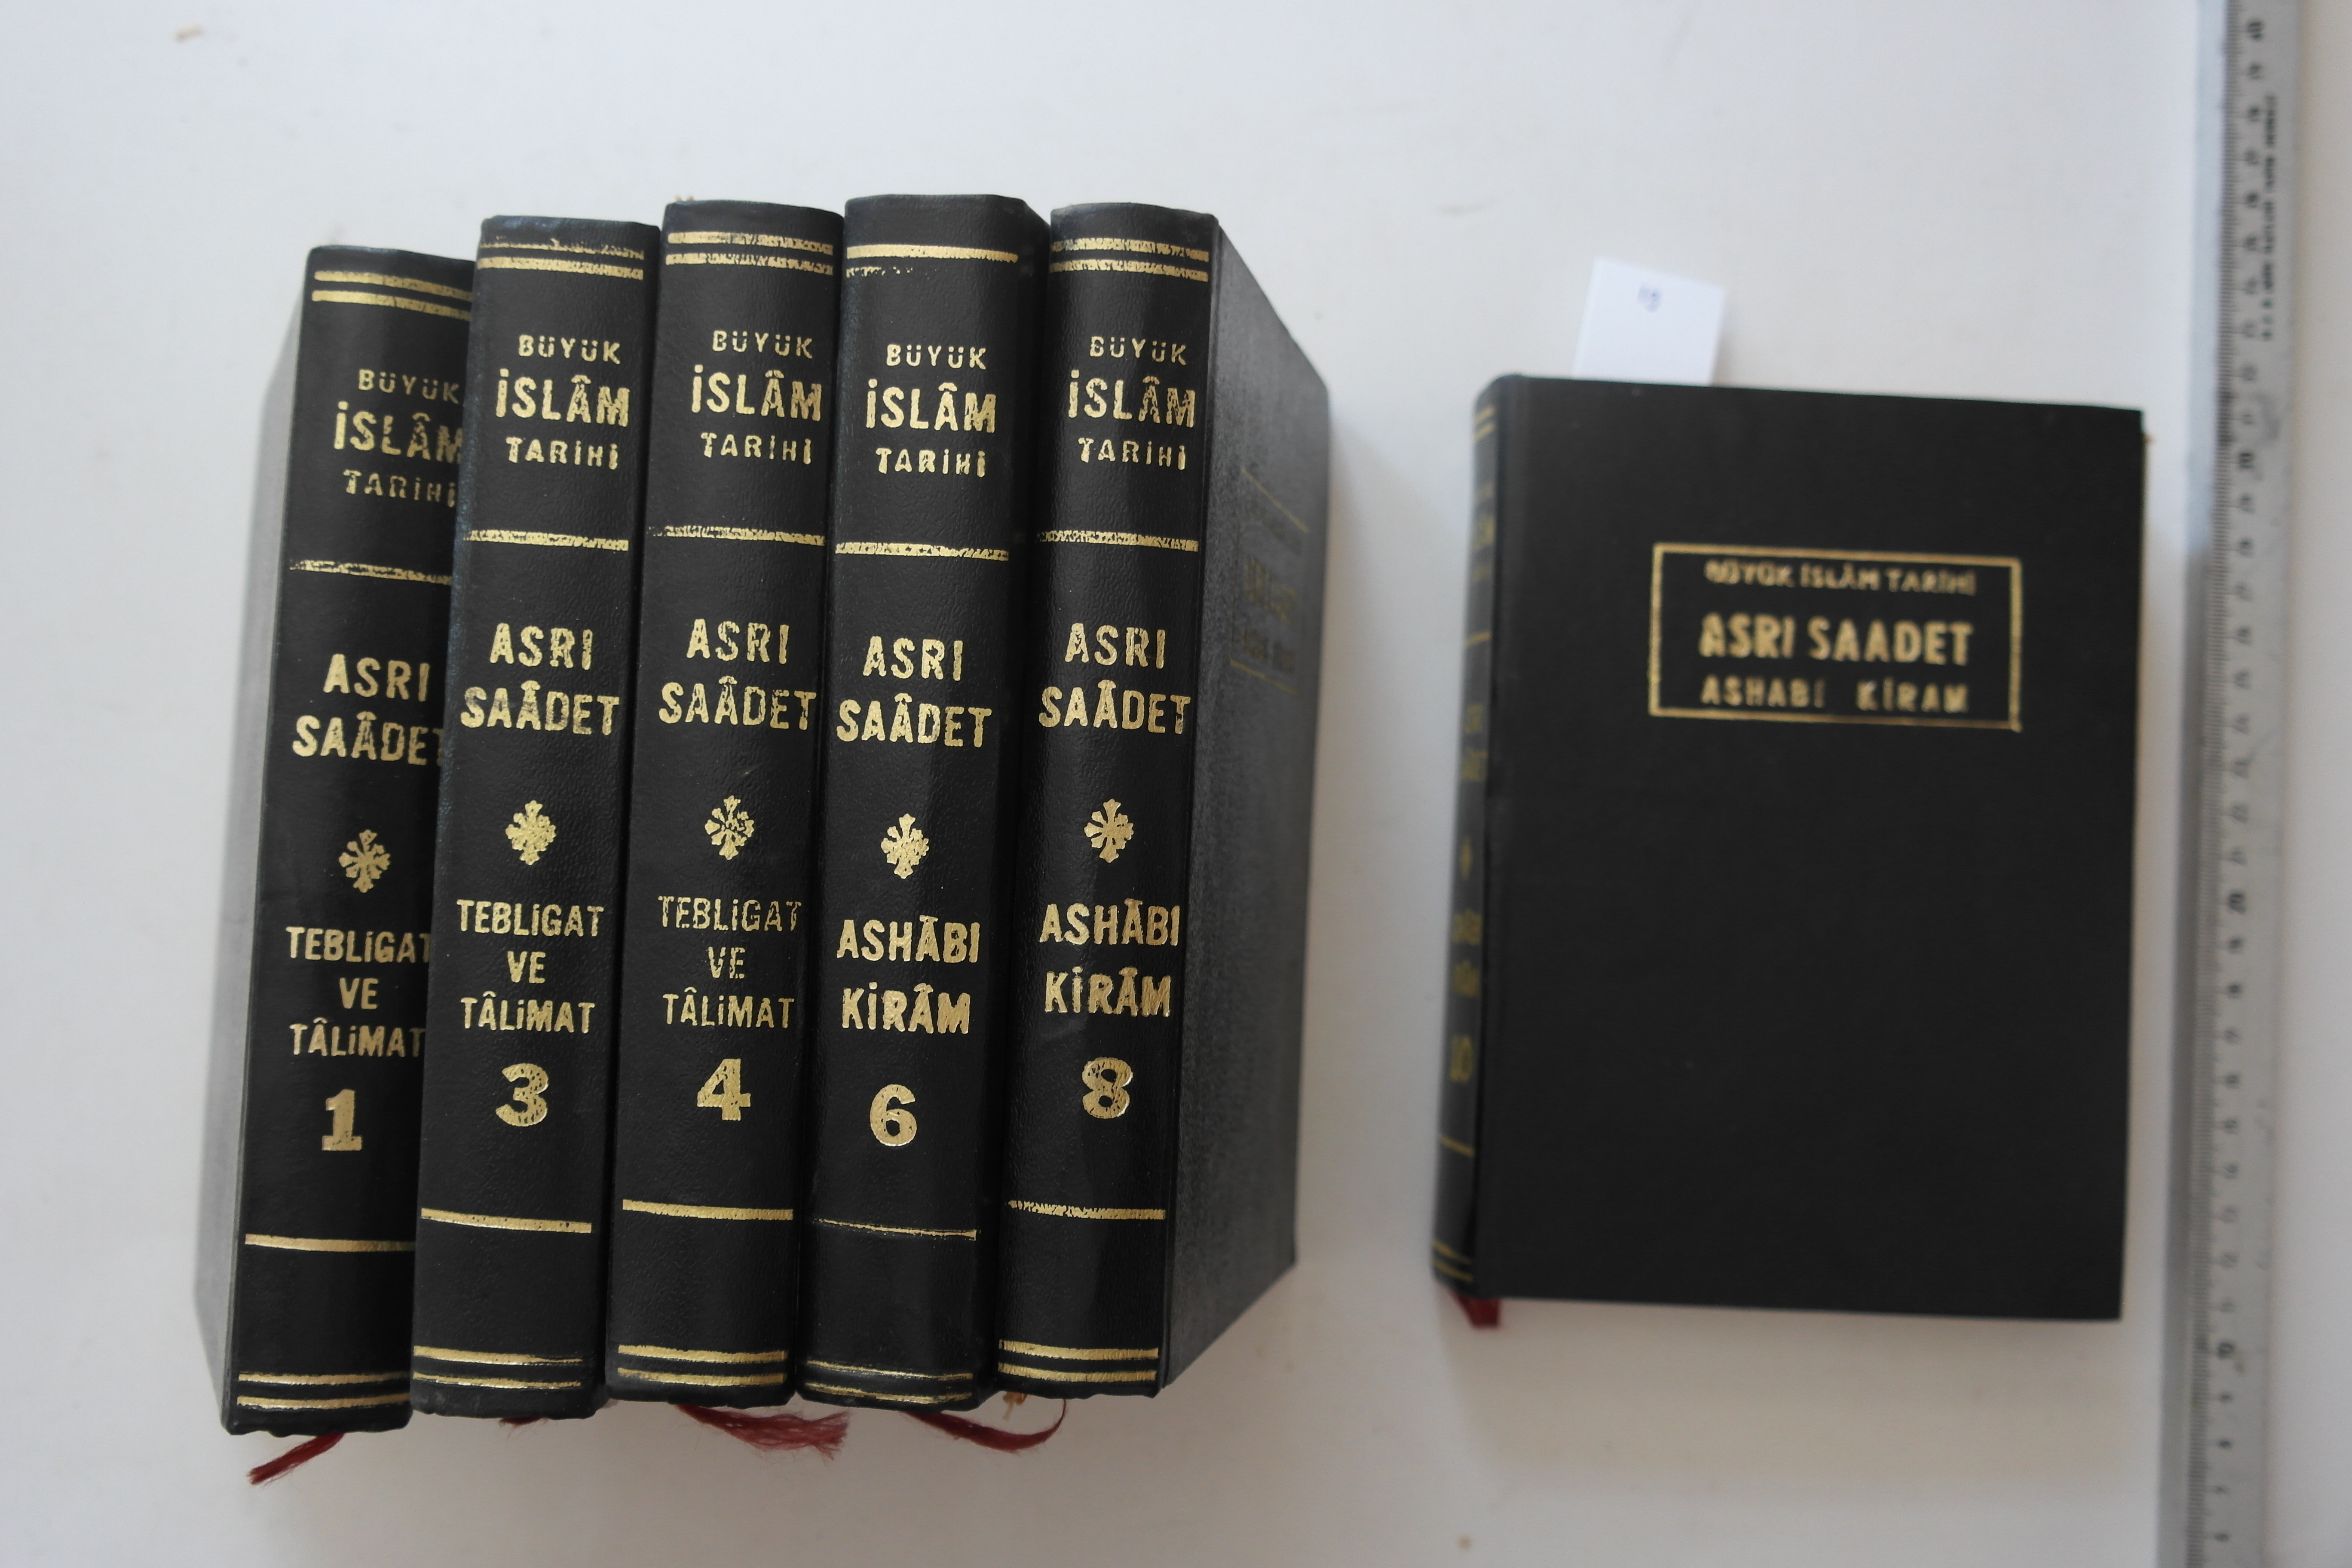 BÜYÜK
İSLÂM
TARİHİ
ASRI
SAÂDET
TEBLİGAT
VE
TÂLİMAT
1
BÜYÜK
İSLÂM
TARİHİ
ASRI
SAÂDET
TEBLİGAT
VE
TÂLİMAT
3
BÜYÜK
İSLÂM
TARİHİ
ASRI
SAÂDET
TEBLİGAT
VE
TÂLİMAT
4
BÜYÜK
İSLÂM
TARİHİ
ASRI
SAÂDET
ASHÂBI
KİRÂM
6
BÜYÜK
İSLÂM
TARİHİ
ASRI
SAÂDET
ASHÂBI
KİRÂM
8
BÜYÜK İSLÂM TARİHİ
ASRI SAADET
ASHABI KİRAM